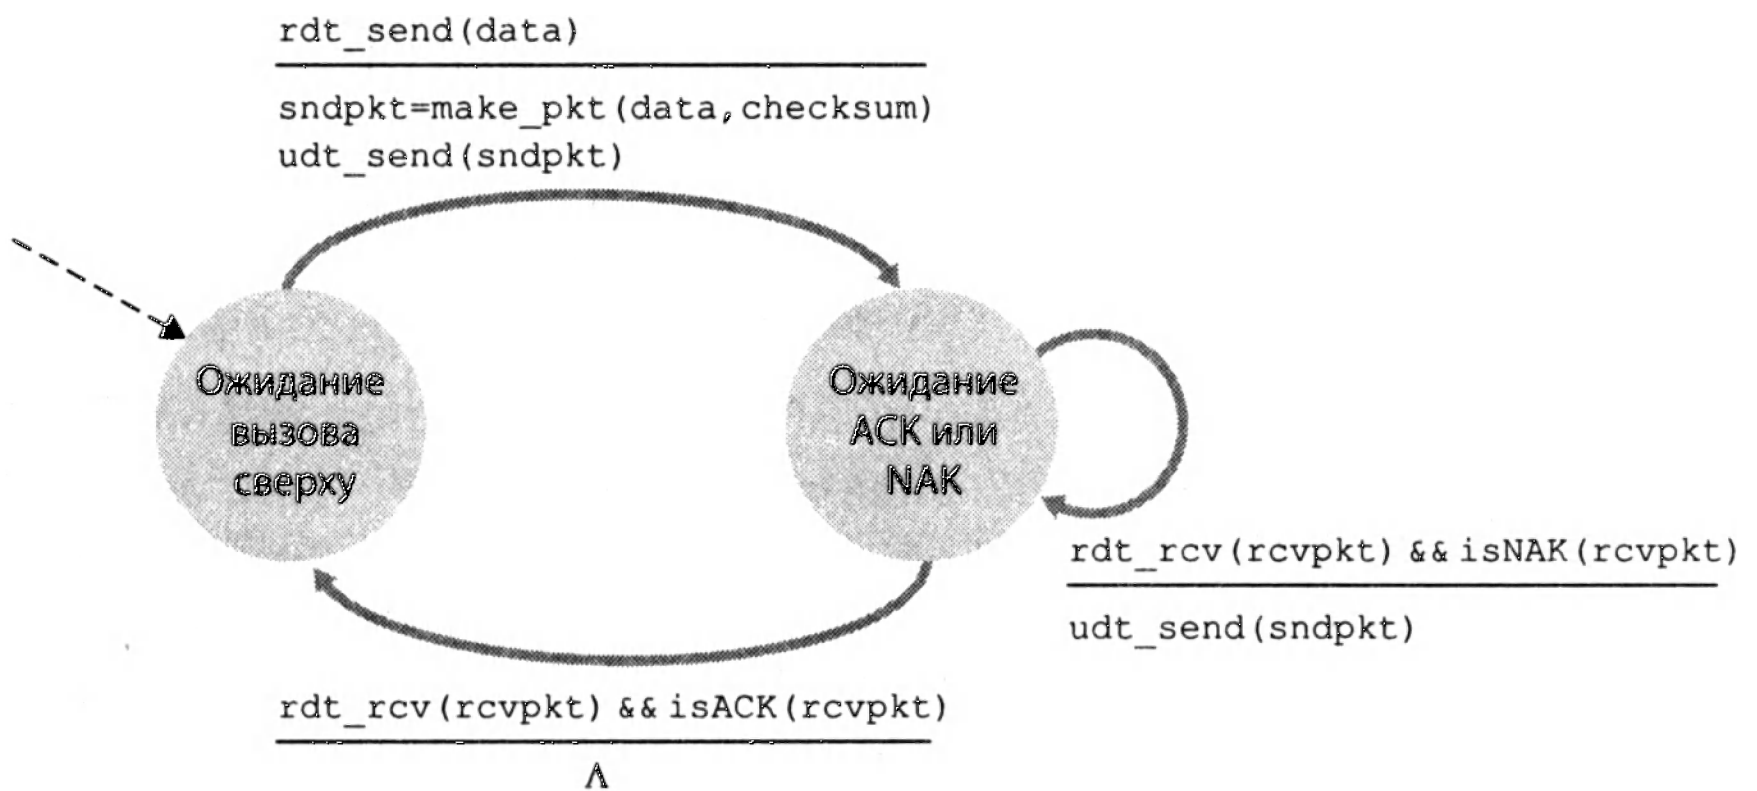 rdt_send(data)
sndpkt=make_pkt(data,checksum)
udt_send(sndpkt)
Ожидание
вызова
сверху
Ожидание
ACK или
NAK
rdt_rcv(rcvpkt) && isNAK(rcvpkt)
udt_send(sndpkt)
rdt_rcv(rcvpkt) && isACK(rcvpkt)
Λ